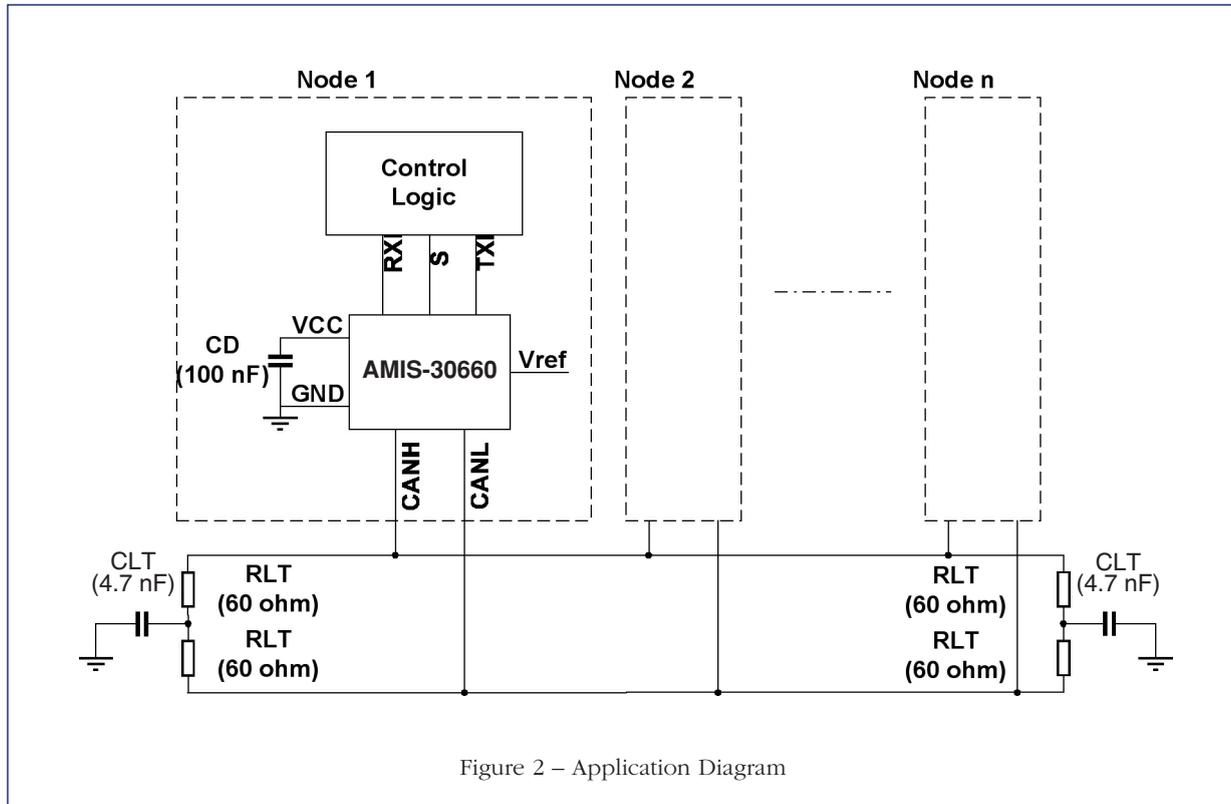 Node 1
Node 2
Node n
Control
Logic
RX
S
TX
VCC
CD
(100 nF)
GND
AMIS-30660
Vref
CANH
CANL
CLT
(4.7 nF)
RLT
(60 ohm)
RLT
(60 ohm)
RLT
(60 ohm)
RLT
(60 ohm)
CLT
(4.7 nF)
Figure 2 – Application Diagram